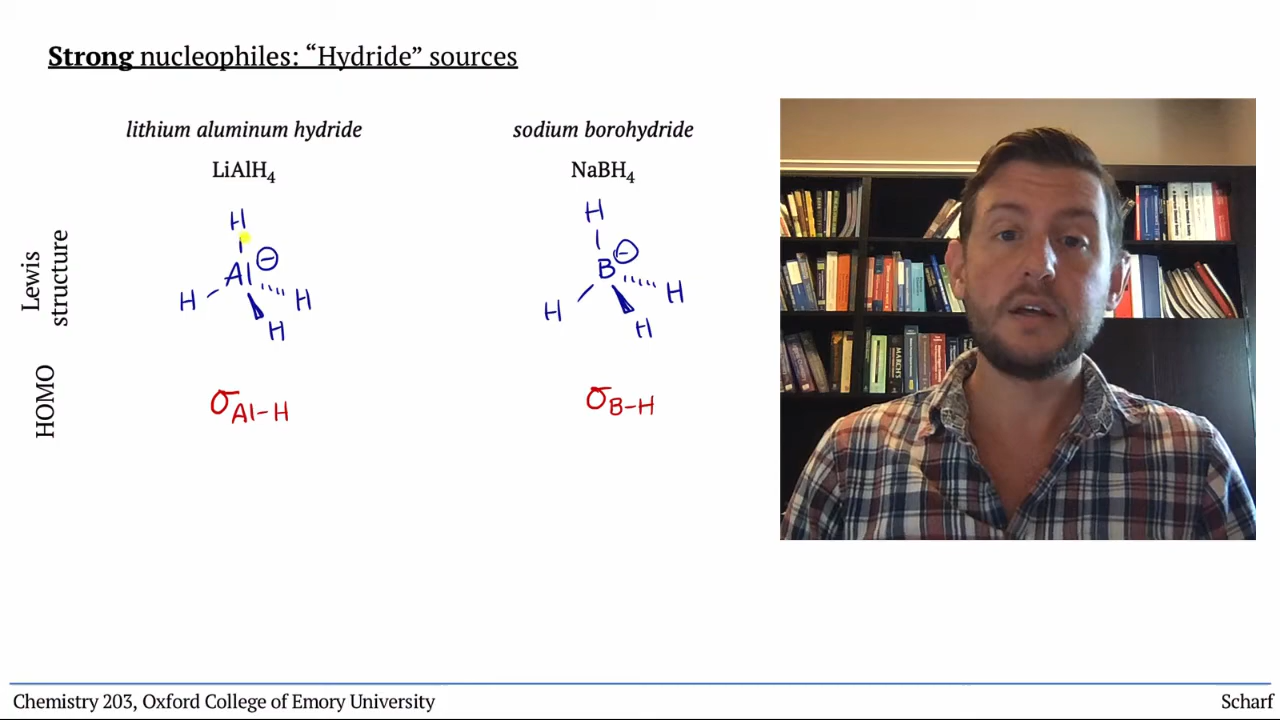 Strong nucleophiles: “Hydride” sources
lithium aluminum hydride
sodium borohydride
LiAlH₄
NaBH₄
Lewis
structure
H
Al ⊖
H
H
H
H
B ⊖
H
H
H
HOMO
σAl-H
σB-H
MARCH'S
Chemistry 203, Oxford College of Emory University
Scharf